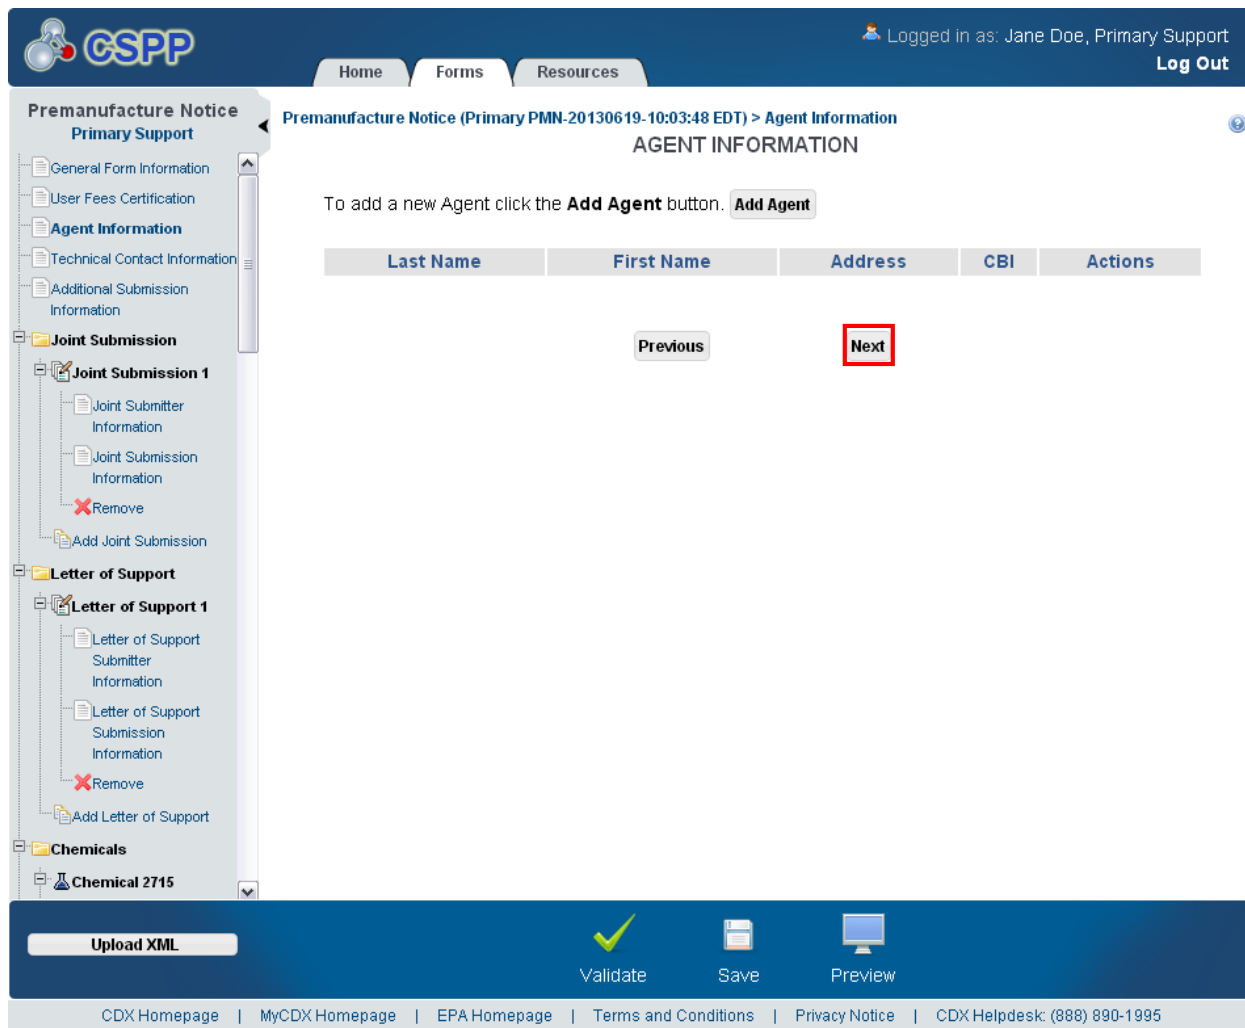 CSPP
Logged in as: Jane Doe, Primary Support
Log Out
Home Forms Resources
Premanufacture Notice
Primary Support
General Form Information
User Fees Certification
Agent Information
Technical Contact Information
Additional Submission
Information
Joint Submission
Joint Submission 1
Joint Submitter
Information
Joint Submission
Information
Remove
Add Joint Submission
Letter of Support
Letter of Support 1
Letter of Support
Submitter
Information
Letter of Support
Submission
Information
Remove
Add Letter of Support
Chemicals
Chemical 2715
Premanufacture Notice (Primary PMN-20130619-10:03:48 EDT) > Agent Information
AGENT INFORMATION
To add a new Agent click the Add Agent button. Add Agent
Last Name First Name Address CBI Actions
Previous Next
Upload XML
Validate Save Preview
CDX Homepage | MyCDX Homepage | EPA Homepage | Terms and Conditions | Privacy Notice | CDX Helpdesk: (888) 890-1995